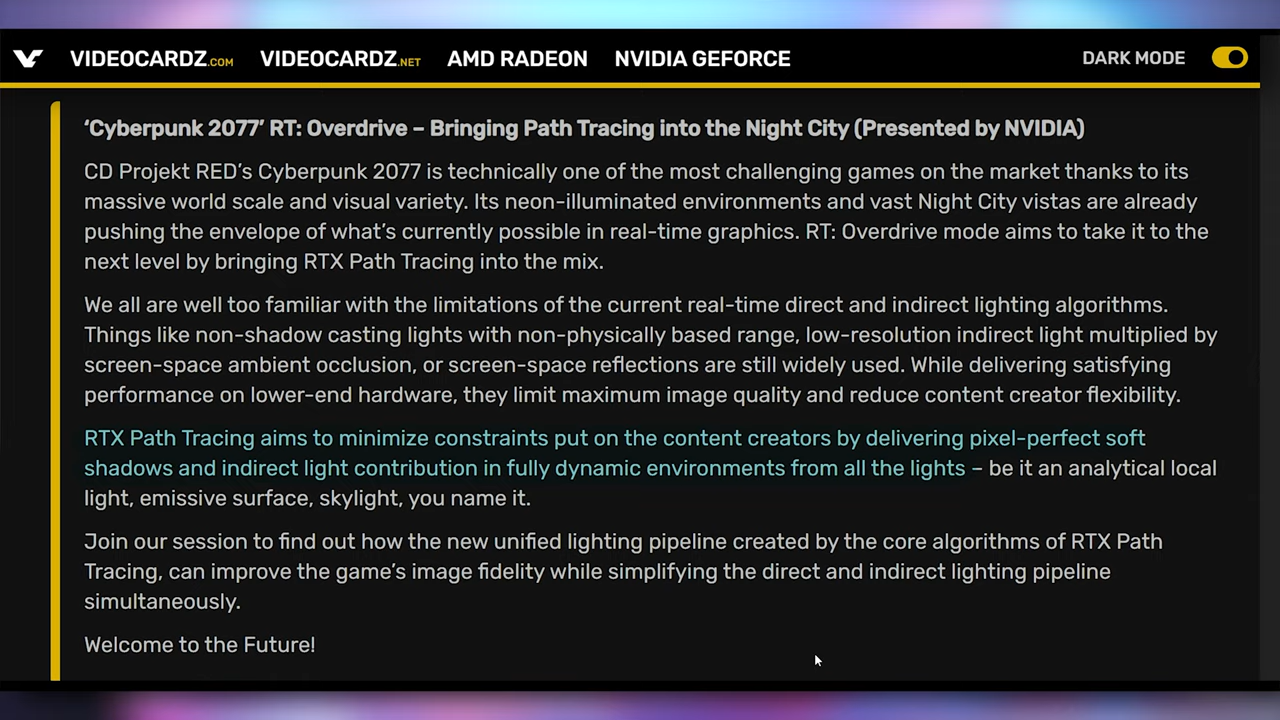 VIDEOCARDZ.COM VIDEOCARDZ.NET AMD RADEON NVIDIA GEFORCE DARK MODE
‘Cyberpunk 2077’ RT: Overdrive – Bringing Path Tracing into the Night City (Presented by NVIDIA)
CD Projekt RED’s Cyberpunk 2077 is technically one of the most challenging games on the market thanks to its
massive world scale and visual variety. Its neon-illuminated environments and vast Night City vistas are already
pushing the envelope of what’s currently possible in real-time graphics. RT: Overdrive mode aims to take it to the
next level by bringing RTX Path Tracing into the mix.
We all are well too familiar with the limitations of the current real-time direct and indirect lighting algorithms.
Things like non-shadow casting lights with non-physically based range, low-resolution indirect light multiplied by
screen-space ambient occlusion, or screen-space reflections are still widely used. While delivering satisfying
performance on lower-end hardware, they limit maximum image quality and reduce content creator flexibility.
RTX Path Tracing aims to minimize constraints put on the content creators by delivering pixel-perfect soft
shadows and indirect light contribution in fully dynamic environments from all the lights – be it an analytical local
light, emissive surface, skylight, you name it.
Join our session to find out how the new unified lighting pipeline created by the core algorithms of RTX Path
Tracing, can improve the game’s image fidelity while simplifying the direct and indirect lighting pipeline
simultaneously.
Welcome to the Future!